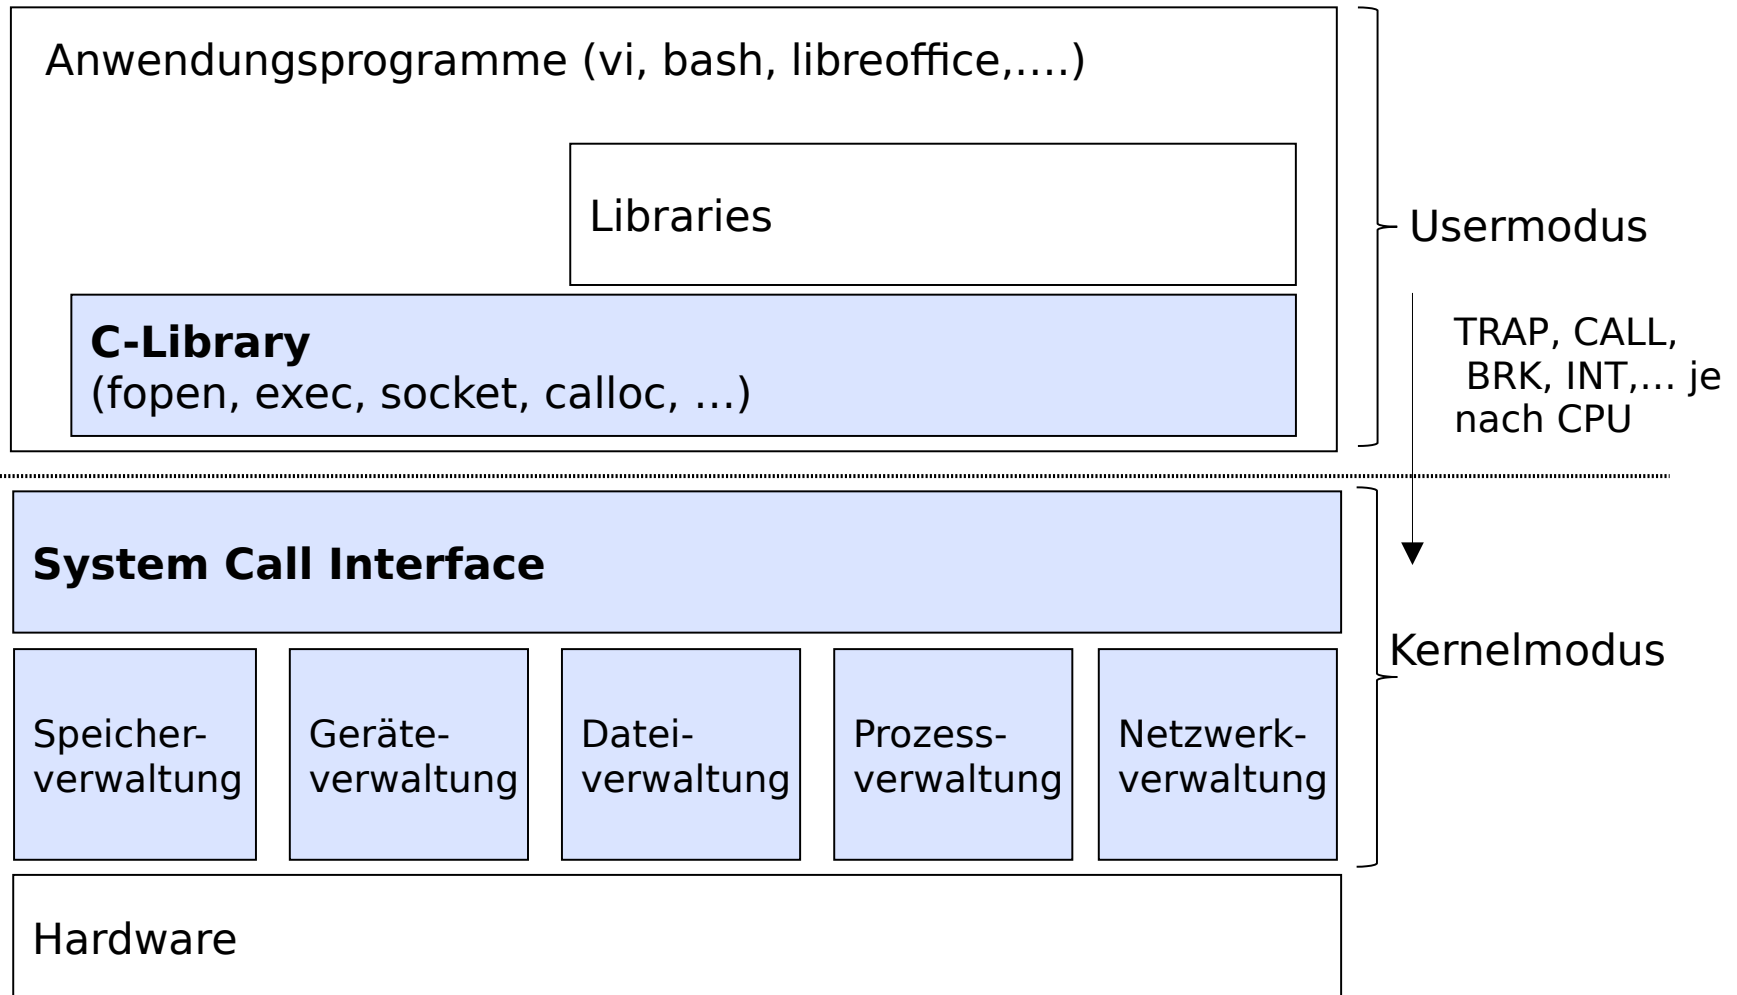 Anwendungsprogramme (vi, bash, libreoffice,....)
Libraries
C-Library
(fopen, exec, socket, calloc, ...)
Usermodus
TRAP, CALL,
BRK, INT,... je
nach CPU
System Call Interface
Kernelmodus
Speicher-
verwaltung
Geräte-
verwaltung
Datei-
verwaltung
Prozess-
verwaltung
Netzwerk-
verwaltung
Hardware